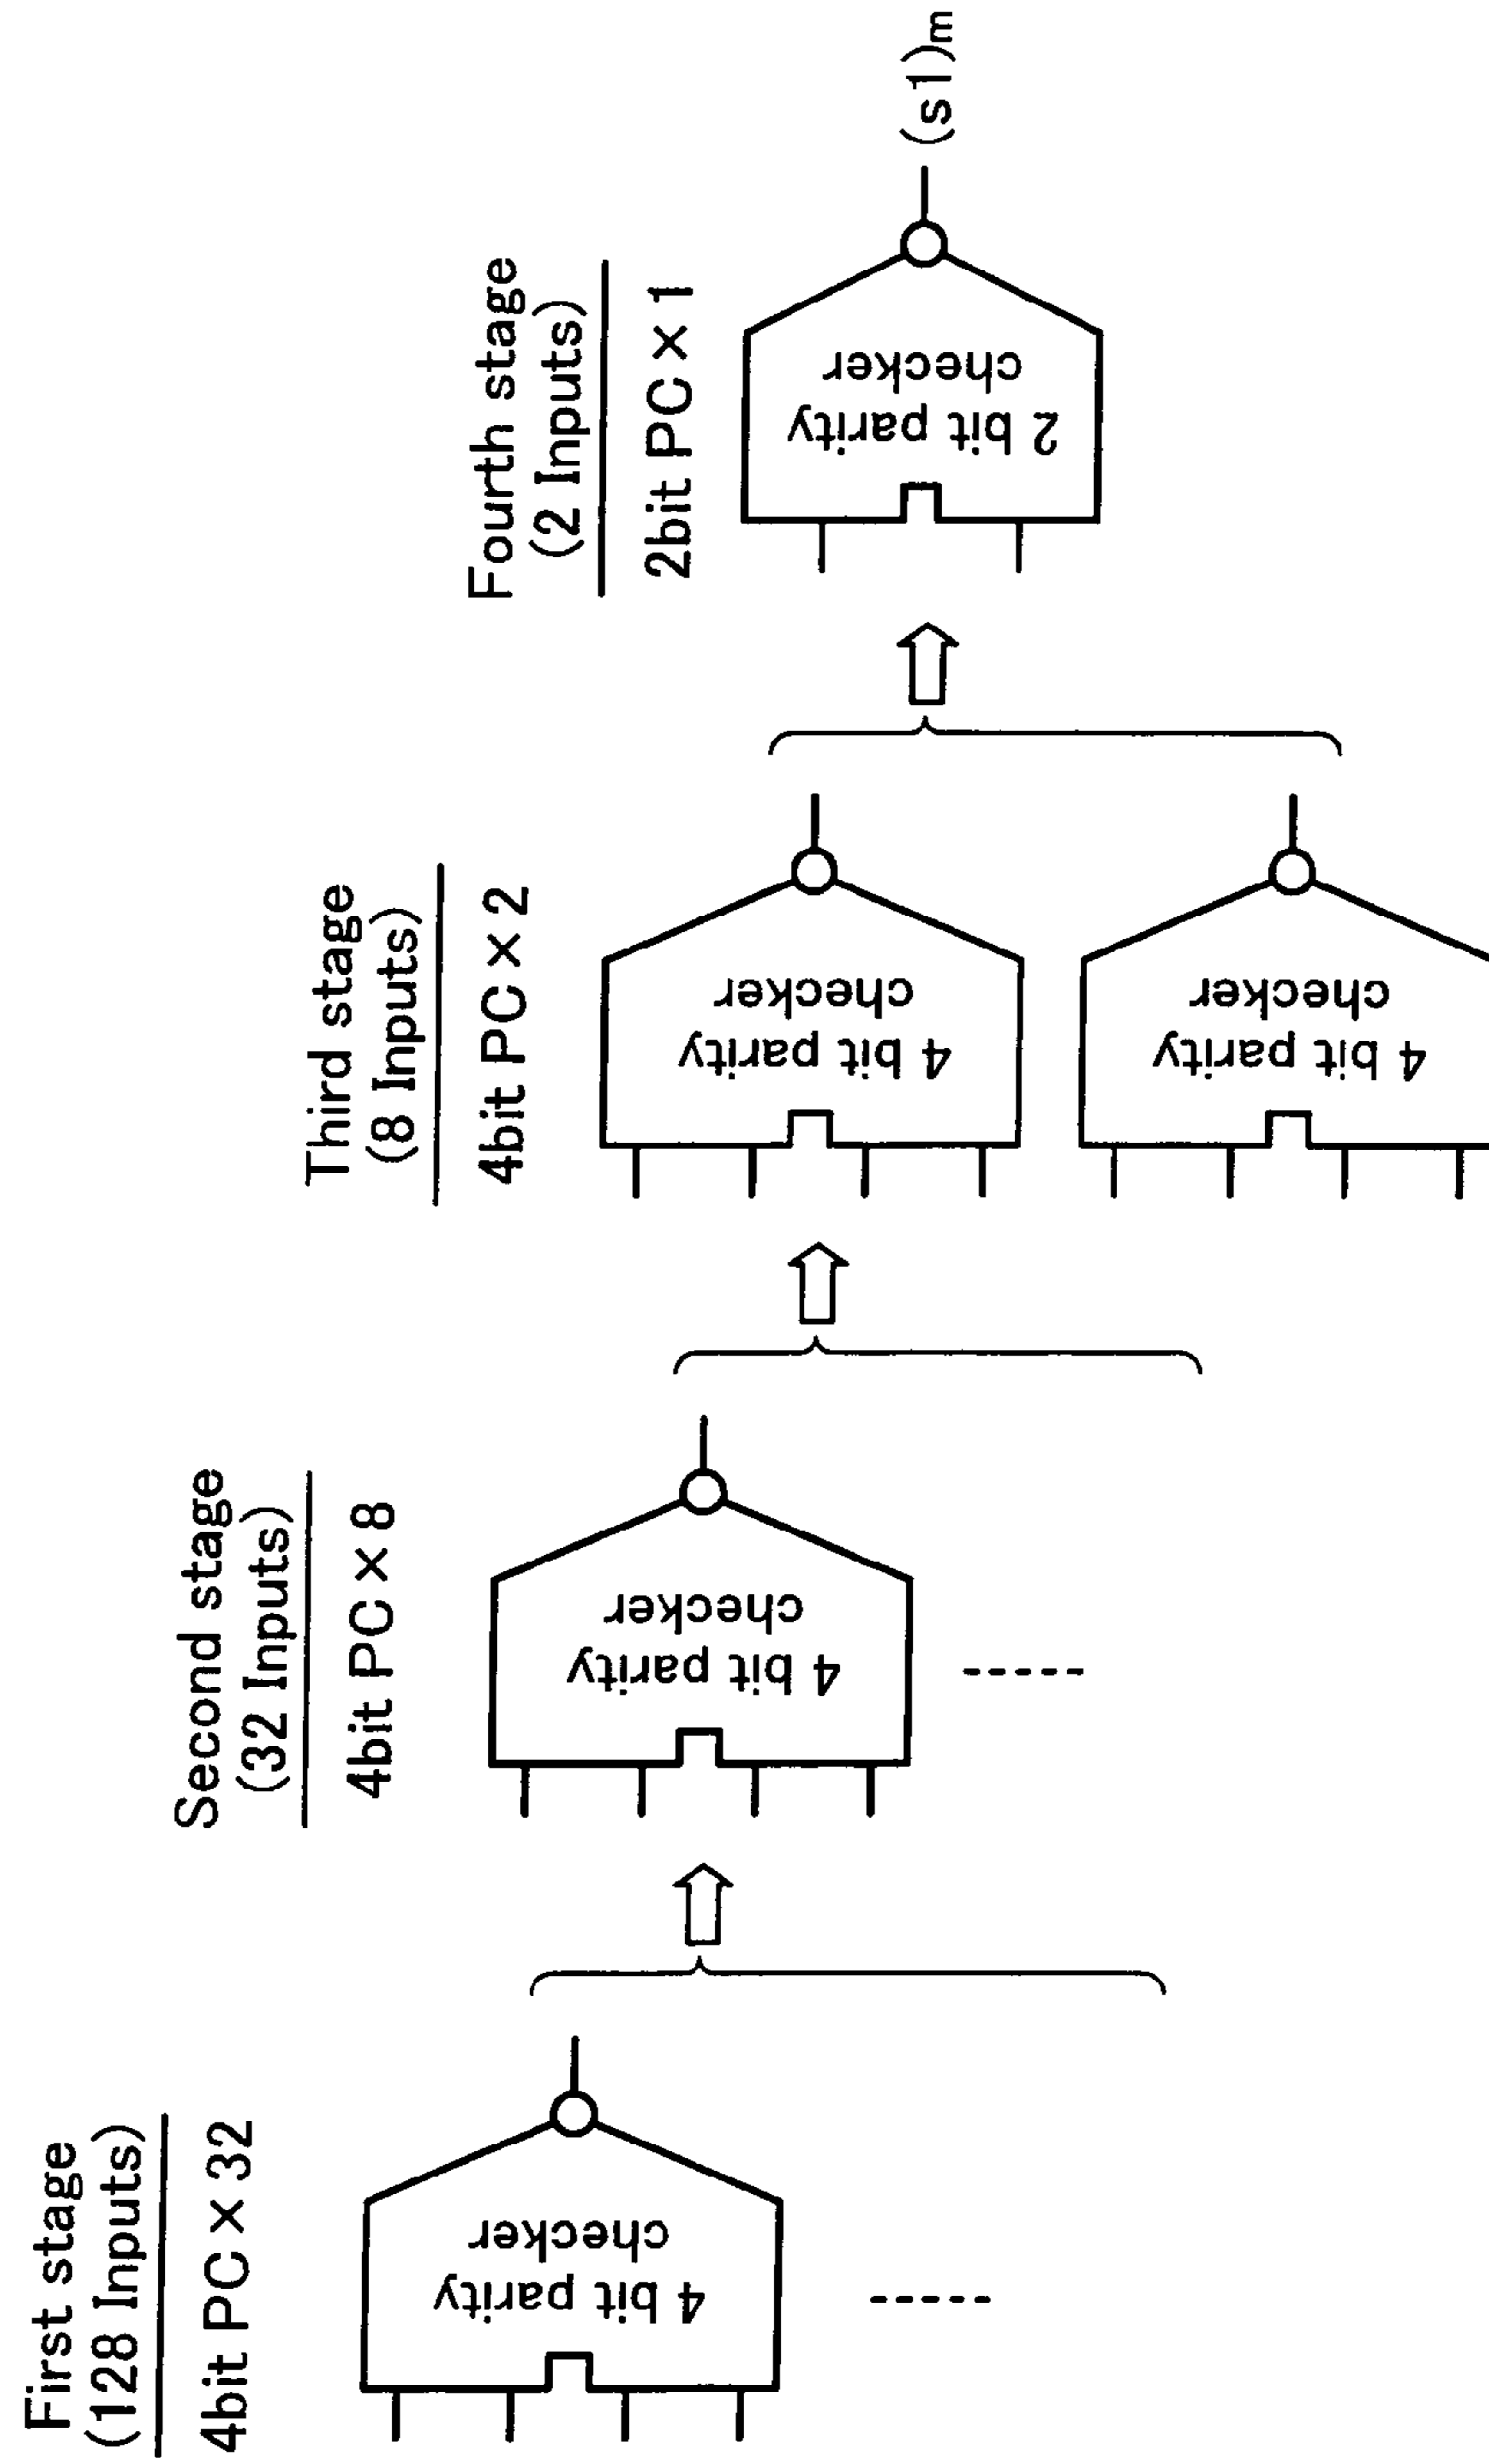 First stage
(128 Inputs)
4bit PC × 32
4 bit parity
checker
Second stage
(32 Inputs)
4bit PC × 8
4 bit parity
checker
Third stage
(8 Inputs)
4bit PC × 2
4 bit parity
checker
4 bit parity
checker
Fourth stage
(2 Inputs)
2bit PC × 1
2 bit parity
checker
(s1)m